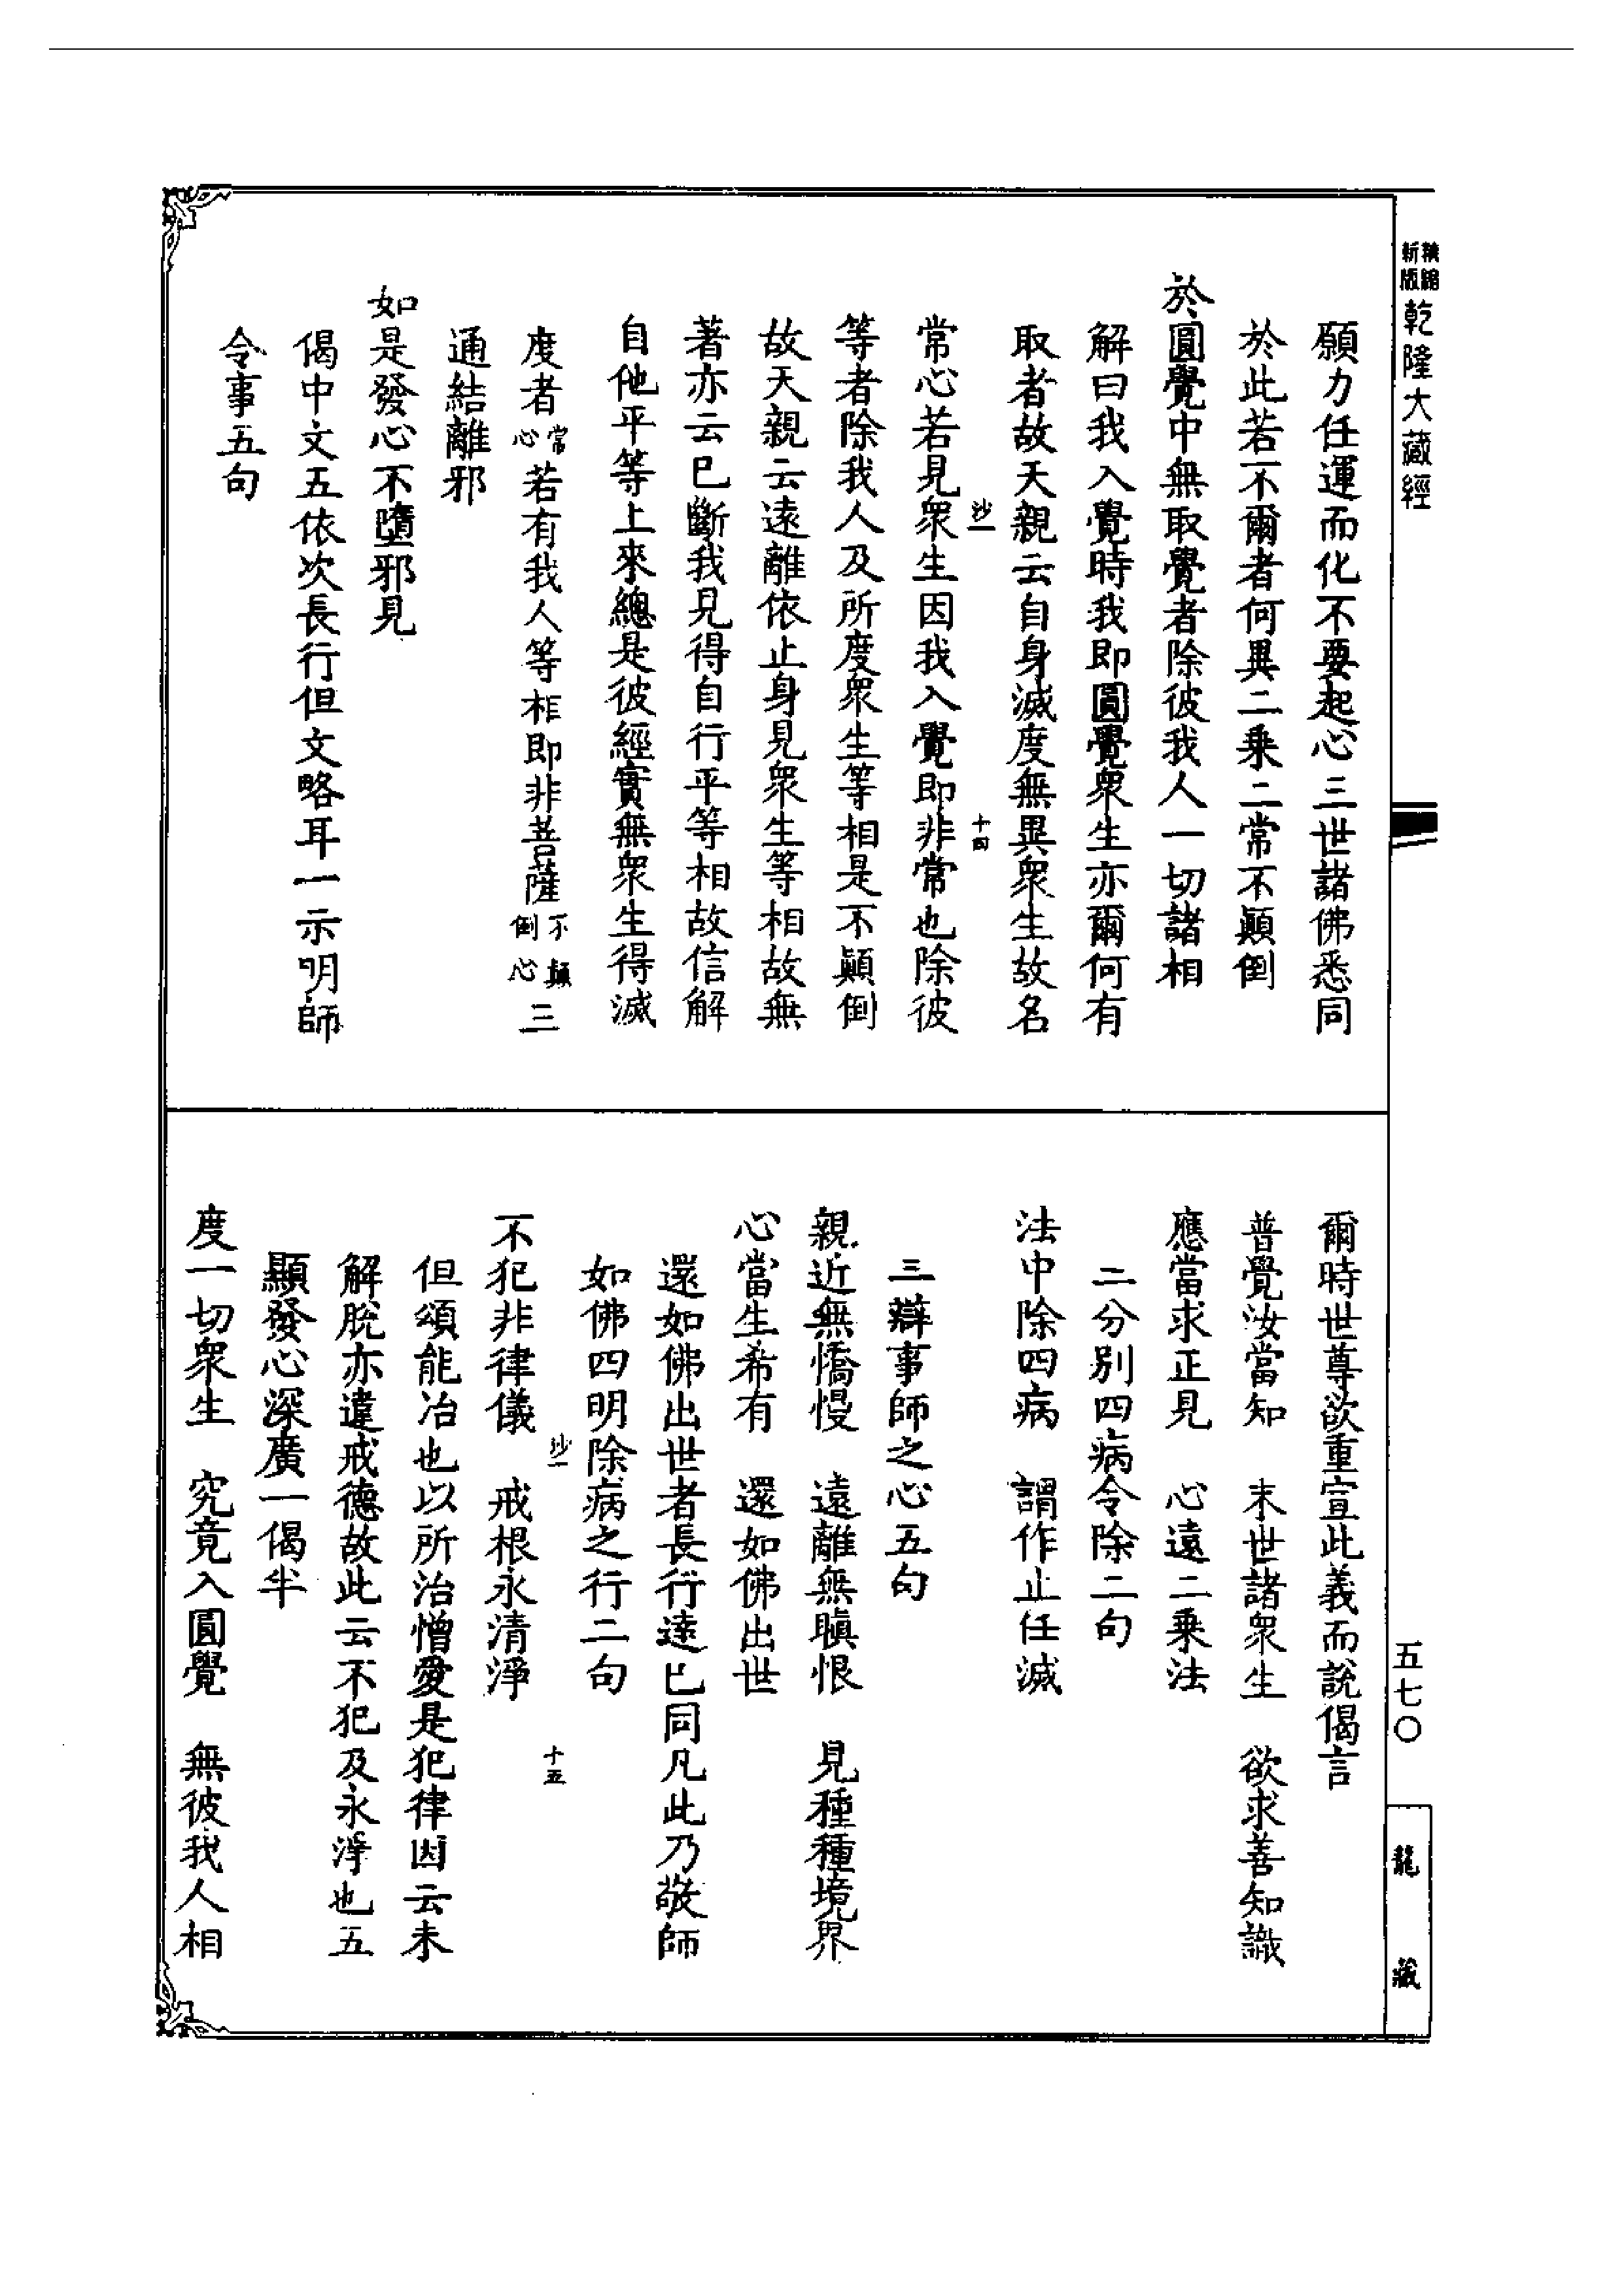 新版精縮乾隆大藏經
願力任運而化不要起心三世諸佛悉同
於此若不爾者何異二乗二常不顛倒
於圓覺中無取覺者除彼我人一切諸相
解曰我入覺時我即圓覺衆生亦爾何有
取者故天親云自身滅度無異衆生故名
沙一 十四
常心若見衆生因我入覺即非常也除彼
等者除我人及所度衆生等相是不顛倒
故天親云遠離依止身見衆生等相故無
著亦云已斷我見得自行平等相故信解
自他平等上來總是彼經實無衆生得滅
度者常心若有我人等相即非菩薩不顛倒心三
通結離邪
如是發心不墮邪見
偈中文五依次長行但文略耳一示明師
令事五句
爾時世尊欲重宣此義而說偈言
普覺汝當知 末世諸衆生 欲求善知識
應當求正見 心遠二乗法
二分別四病令除二句
法中除四病 謂作止任滅
三辯事師之心五句
親近無憍慢 遠離無瞋恨 見種種境界
心當生希有 還如佛出世
還如佛出世者長行逺已同凡此乃敬師
如佛四明除病之行二句
沙一 十五
不犯非律儀 戒根永清淨
但頌能治也以所治憎愛是犯律因云未
解脫亦違戒德故此云不犯及永淨也五
顯發心深廣一偈半
度一切衆生 究竟入圓覺 無彼我人相
五七〇
龍藏